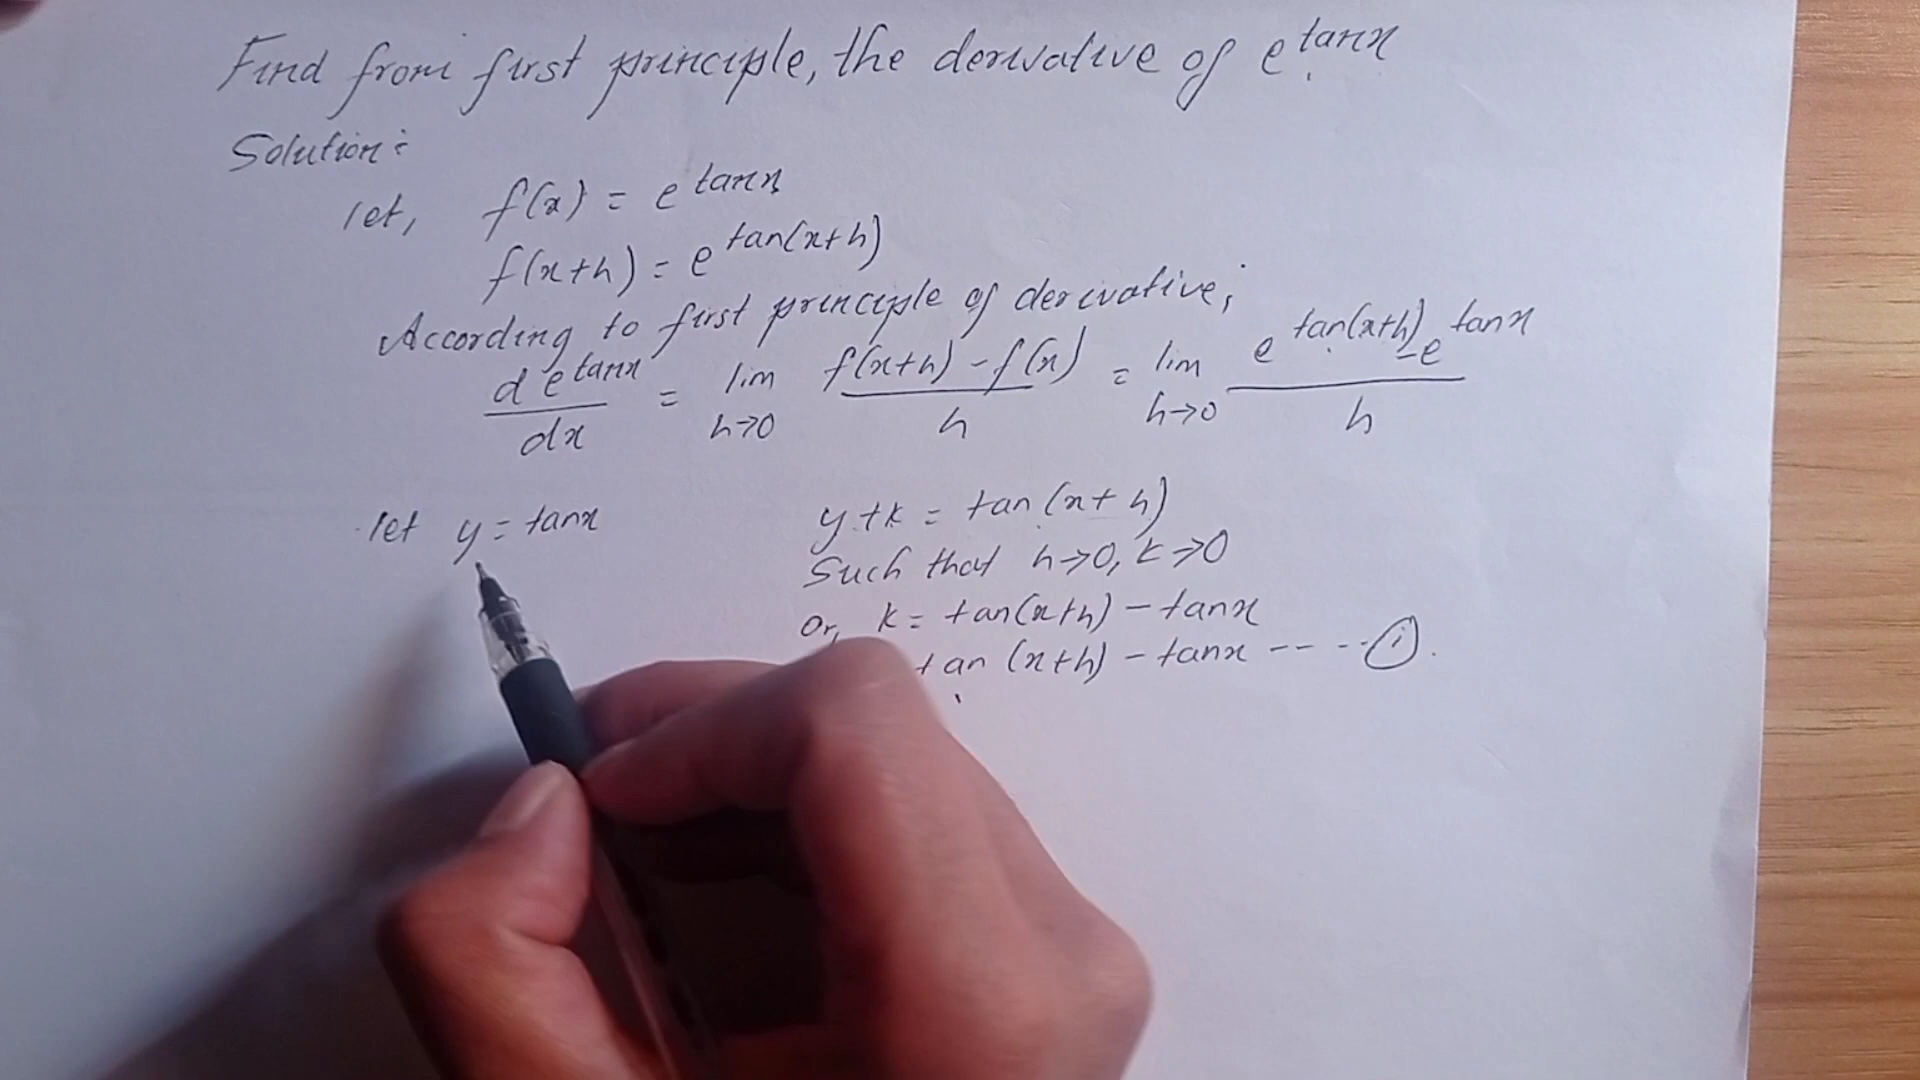 Find from first principle, the derivative of e^tanx
Solution:
let, f(x) = e^tanx
f(x+h) = e^tan(x+h)
According to first principle of derivative;
d e^tanx / dx = lim h→0 f(x+h) - f(x) / h = lim h→0 e^tan(x+h) - e^tanx / h
let y = tanx
y+k = tan(x+h)
Such that h→0, k→0
Or, k = tan(x+h) - tanx
tan(x+h) - tanx -- - -- (i).